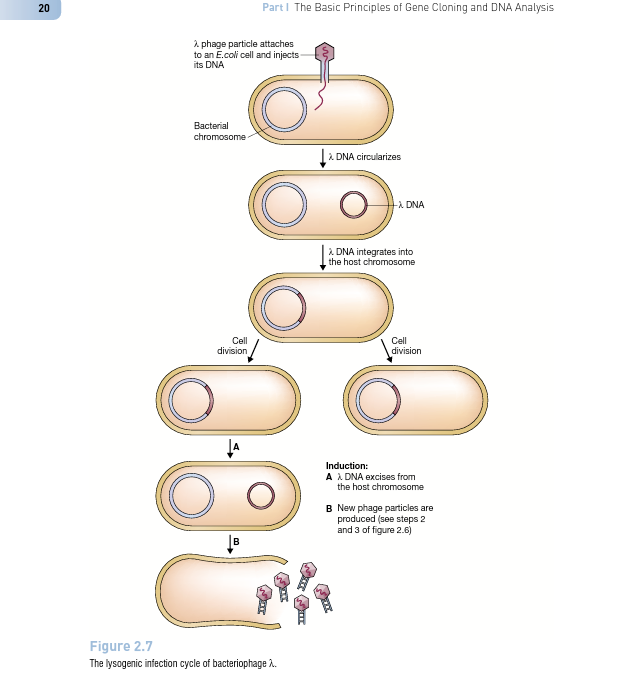 20
Part I The Basic Principles of Gene Cloning and DNA Analysis
λ phage particle attaches
to an E.coli cell and injects
its DNA
Bacterial
chromosome
λ DNA circularizes
λ DNA
λ DNA integrates into
the host chromosome
Cell
division
Cell
division
A
Induction:
A λ DNA excises from
the host chromosome
B New phage particles are
produced (see steps 2
and 3 of figure 2.6)
B
Figure 2.7
The lysogenic infection cycle of bacteriophage λ.